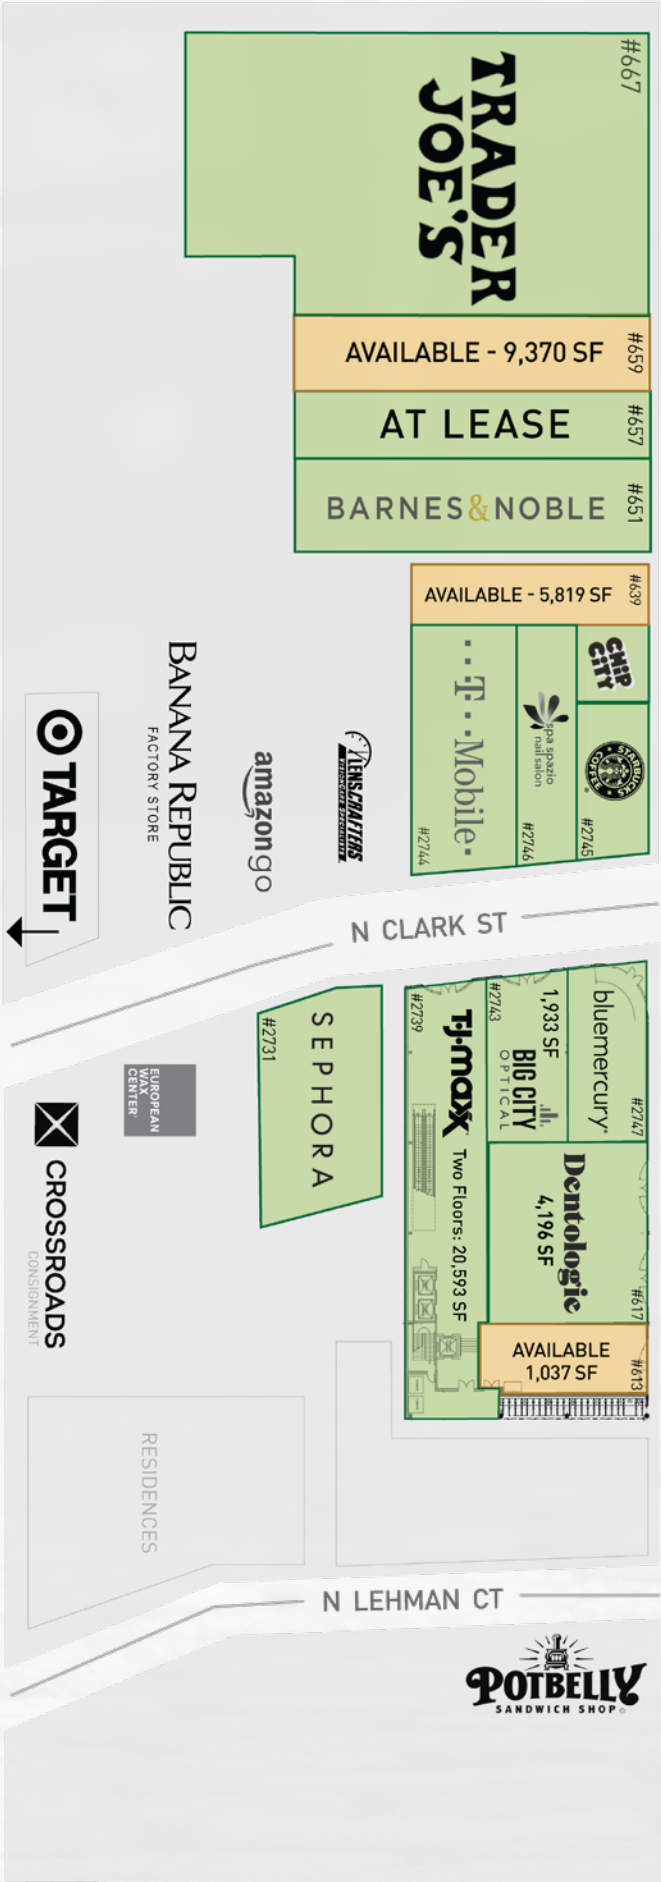 #667
TRADER
JOE'S
AVAILABLE - 9,370 SF
#659
AT LEASE
#657
BARNES&NOBLE
#651
AVAILABLE - 5,819 SF
#639
CHIP
CITY
T Mobile
#2744
spa spazio
nail salon
#2746
STARBUCKS
COFFEE
#2745
LENSCRAFTERS
VISION CARE SPECIALISTS
amazon go
BANANA REPUBLIC
FACTORY STORE
TARGET
N CLARK ST
bluemercury
#2747
#2743
1,933 SF
BIG CITY
OPTICAL
#2739
T·J·maxx
Two Floors: 20,593 SF
Dentologie
4,196 SF
#617
AVAILABLE
1,037 SF
#613
#2731
SEPHORA
EUROPEAN
WAX
CENTER
CROSSROADS
CONSIGNMENT
RESIDENCES
N LEHMAN CT
POTBELLY
SANDWICH SHOP